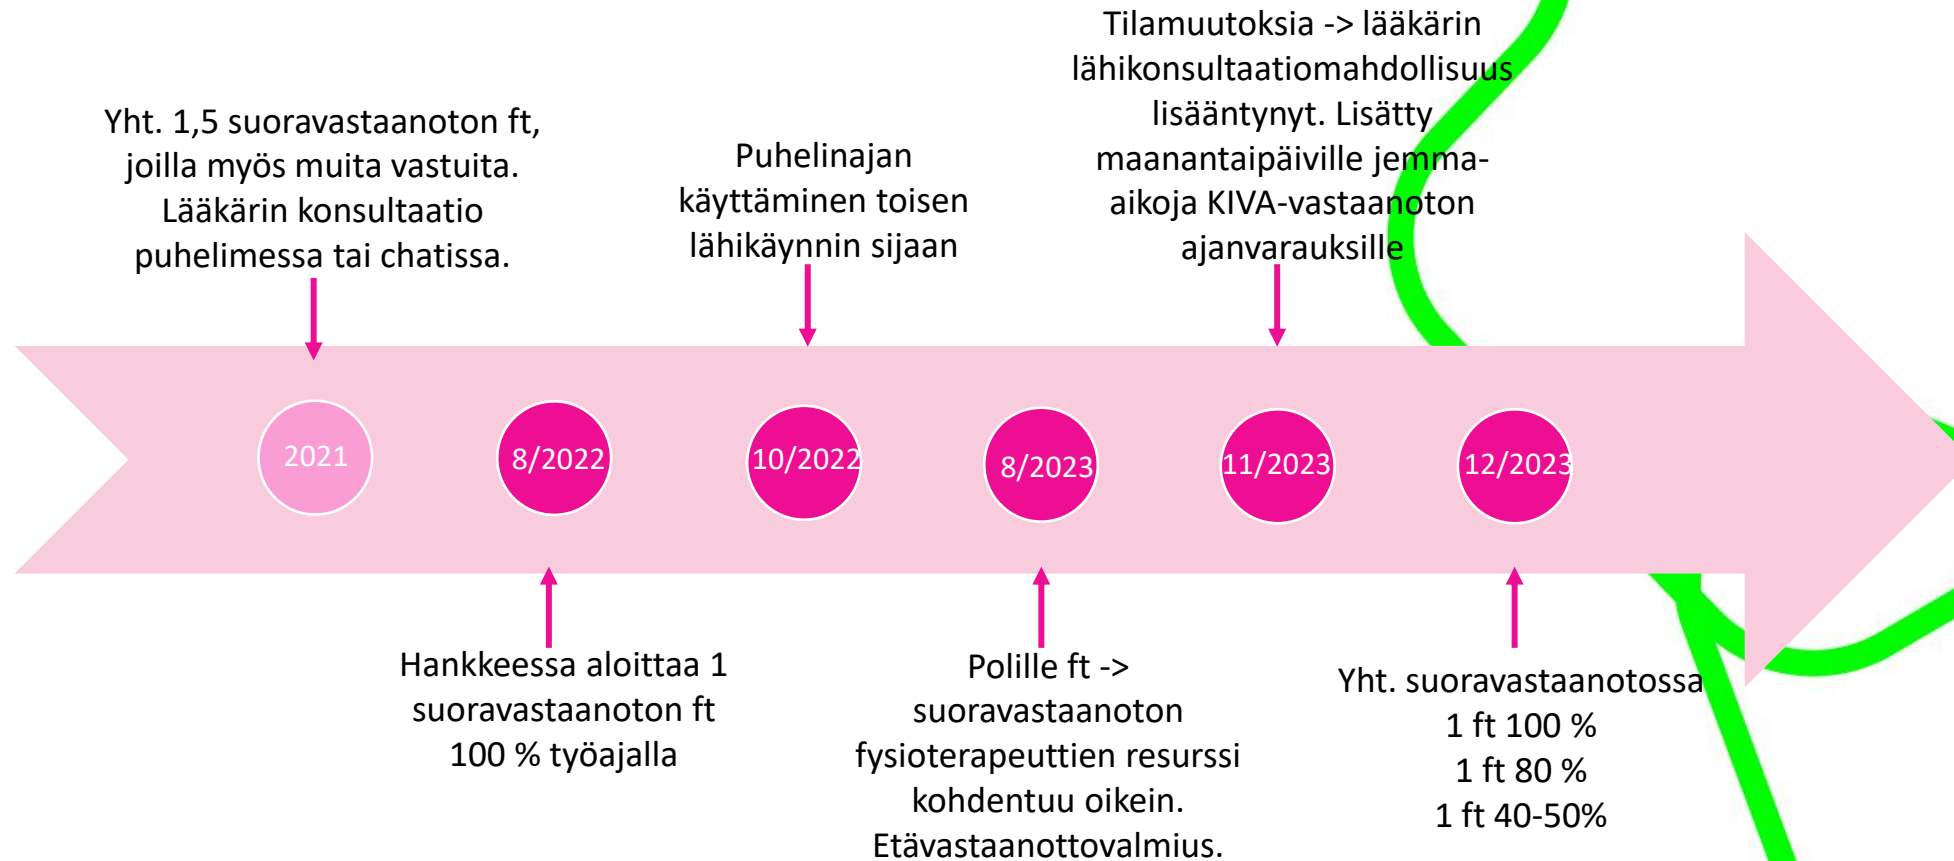 Yht. 1,5 suoravastaanoton ft,
joilla myös muita vastuita.
Lääkärin konsultaatio
puhelimessa tai chatissa.
Puhelinajan
käyttäminen toisen
lähikäynnin sijaan
Tilamuutoksia -> lääkärin
lähikonsultaatiomahdollisuus
lisääntynyt. Lisätty
maanantaipäiville jemma-
aikoja KIVA-vastaanoton
ajanvarauksille
2021
8/2022
10/2022
8/2023
11/2023
12/2023
Hankkeessa aloittaa 1
suoravastaanoton ft
100 % työajalla
Polille ft ->
suoravastaanoton
fysioterapeuttien resurssi
kohdentuu oikein.
Etävastaanottovalmius.
Yht. suoravastaanotossa
1 ft 100 %
1 ft 80 %
1 ft 40-50%